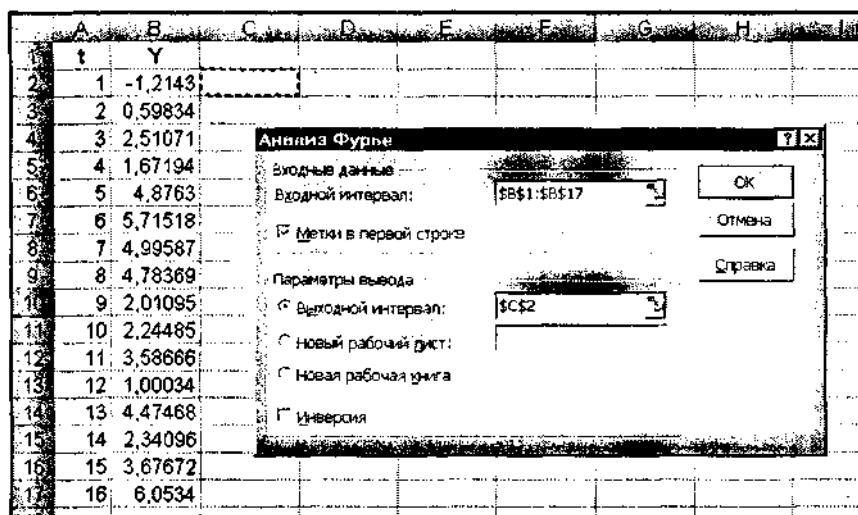 A B C D E F G H I
1 t Y
2 1 -1,2143
3 2 0,59834
4 3 2,51071
5 4 1,67194
6 5 4,8763
7 6 5,71518
8 7 4,99587
9 8 4,78369
10 9 2,01095
11 10 2,24485
12 11 3,58666
13 12 1,00034
14 13 4,47468
15 14 2,34096
16 15 3,67672
17 16 6,0534
Анализ Фурье ? ×
Входные данные
Входной интервал: $B$1:$B$17
Метки в первой строке
Параметры вывода
Выходной интервал: $C$2
Новый рабочий лист:
Новая рабочая книга
Инверсия
ОК
Отмена
Справка